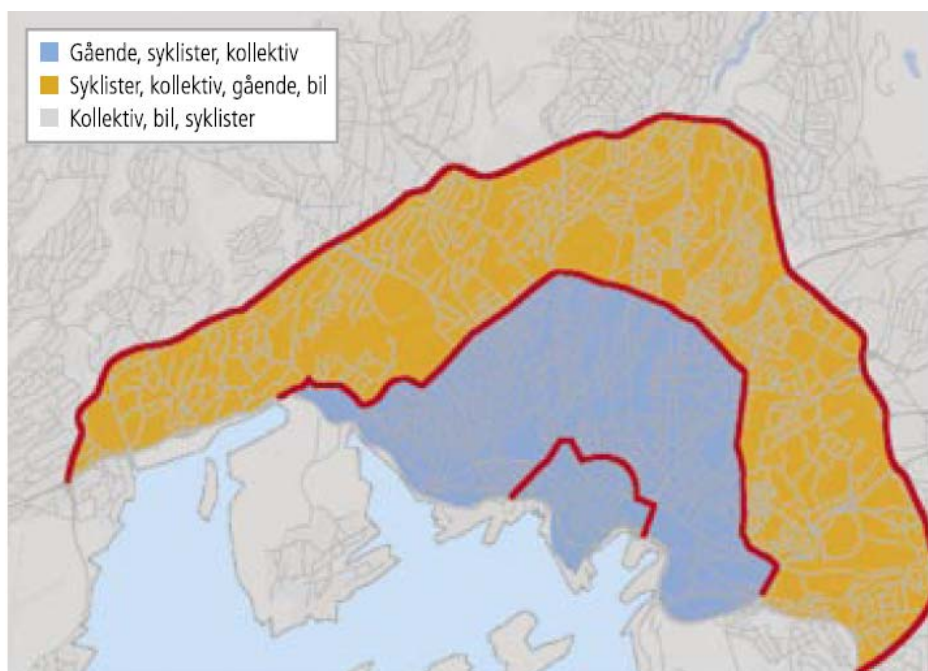 Gående, syklister, kollektiv
Syklister, kollektiv, gående, bil
Kollektiv, bil, syklister